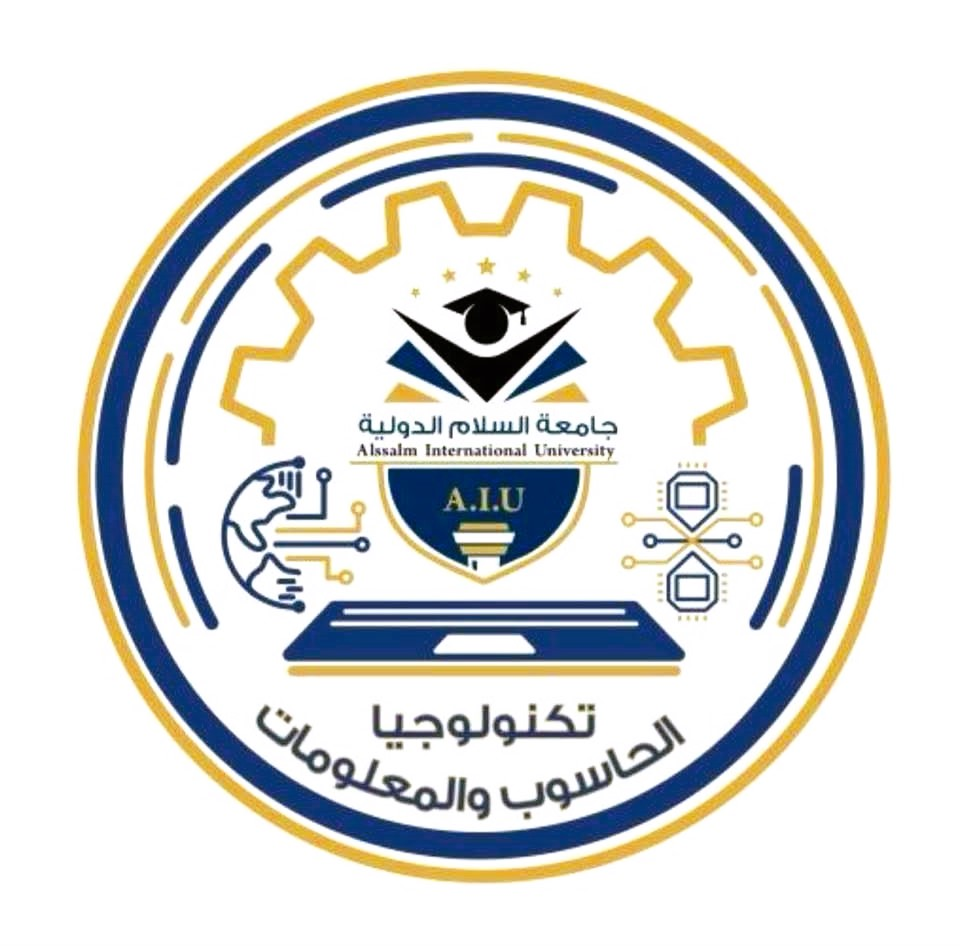 جامعة السلام الدولية
Alssalm International University
A.I.U
تكنولوجيا
الحاسوب والمعلومات